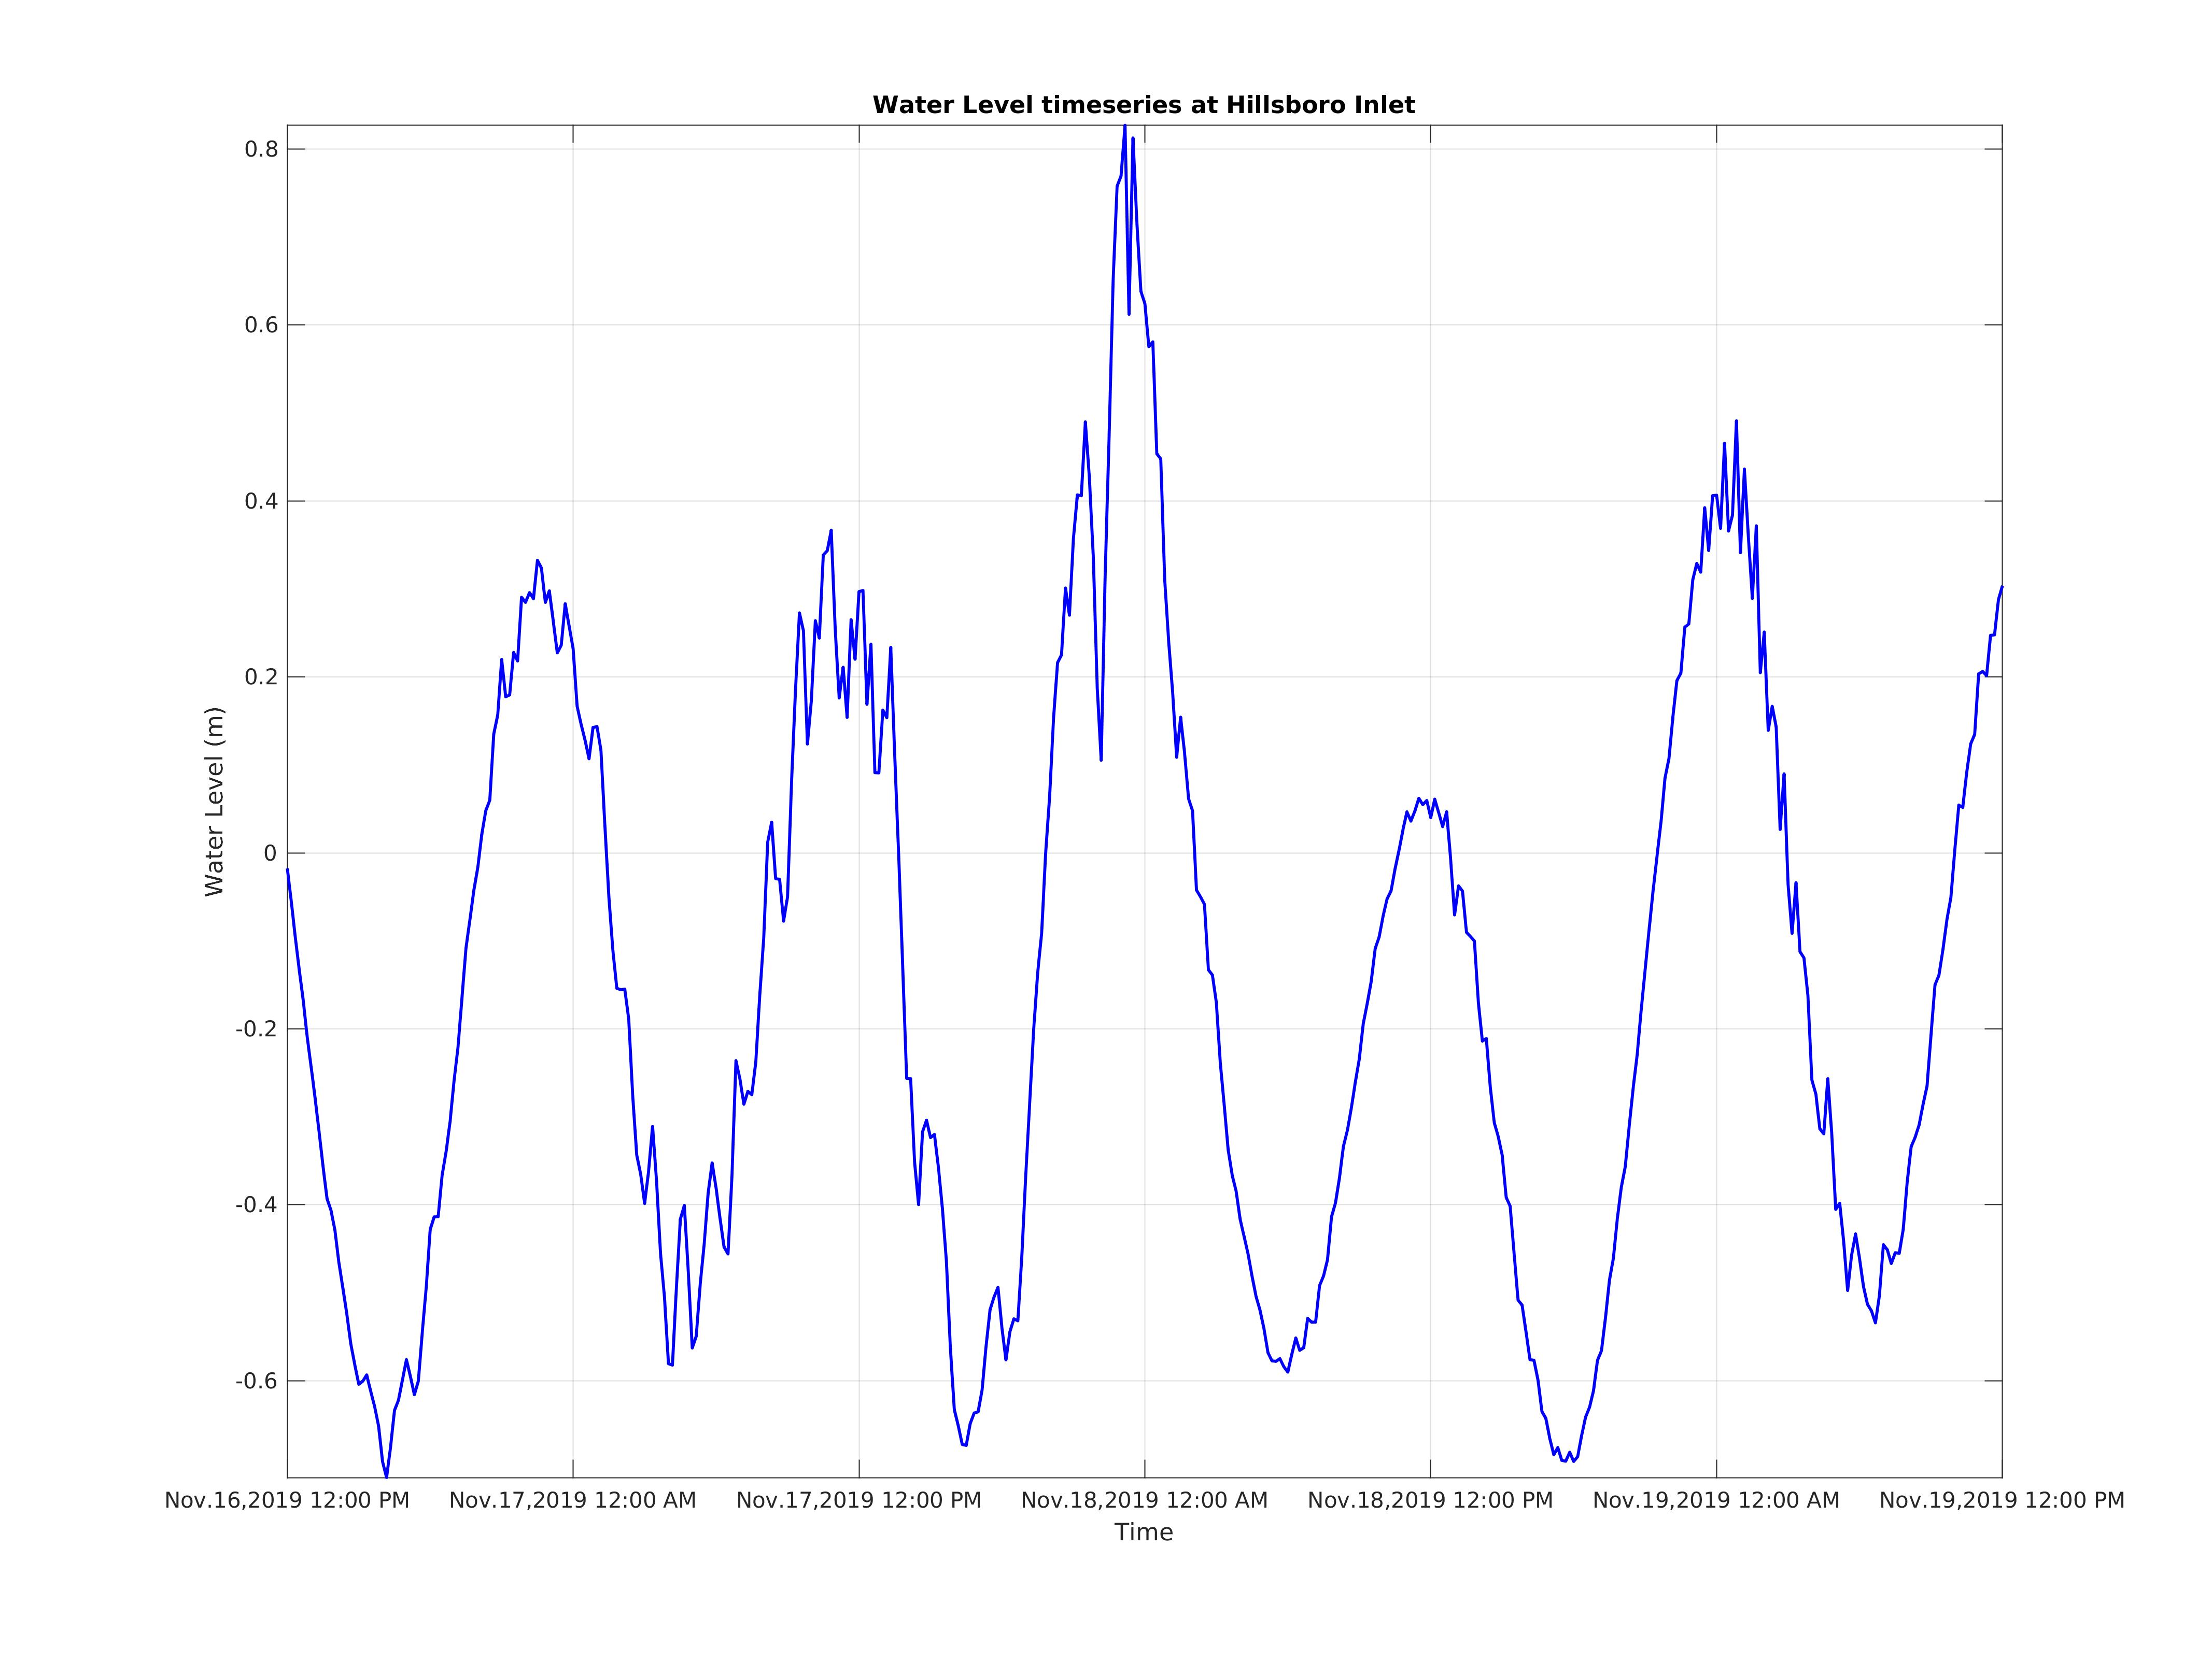 Water Level timeseries at Hillsboro Inlet
0.8
0.6
0.4
0.2
0
-0.2
-0.4
-0.6
Water Level (m)
Nov.16,2019 12:00 PM Nov.17,2019 12:00 AM Nov.17,2019 12:00 PM Nov.18,2019 12:00 AM Nov.18,2019 12:00 PM Nov.19,2019 12:00 AM Nov.19,2019 12:00 PM
Time